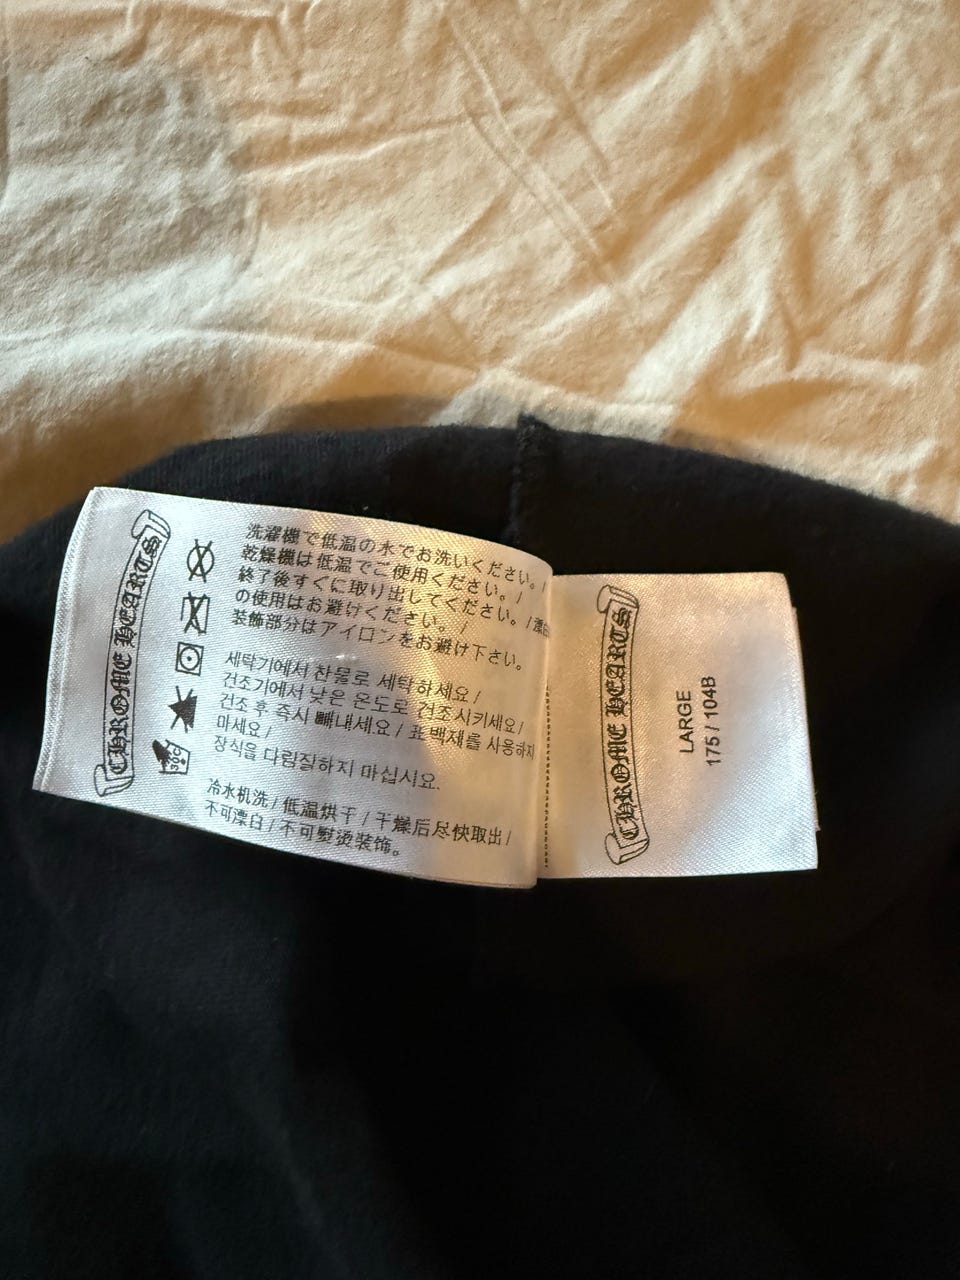 CHROME HEARTS
洗濯機で低温の水でお洗いください。/
乾燥機は低温でご使用ください。/
終了後すぐに取り出してください。/漂白
の使用はお避けください。/
装飾部分はアイロンをお避け下さい。
세탁기에서 찬물로 세탁하세요 /
건조기에서 낮은 온도로 건조시키세요/
건조 후 즉시 빼내세요 / 표백제를 사용하지
마세요 /
장식을 다림질하지 마십시요.
冷水机洗 / 低温烘干 / 干燥后尽快取出 /
不可漂白 / 不可熨烫装饰。
30C
CHROME HEARTS
LARGE
175 / 104B